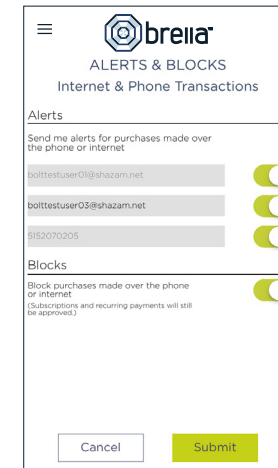 brella
ALERTS & BLOCKS
Internet & Phone Transactions
Alerts
Send me alerts for purchases made over
the phone or internet
bolttestuser01@shazam.net
bolttestuser03@shazam.net
5152070205
Blocks
Block purchases made over the phone
or internet
(Subscriptions and recurring payments will still
be approved.)
Cancel Submit